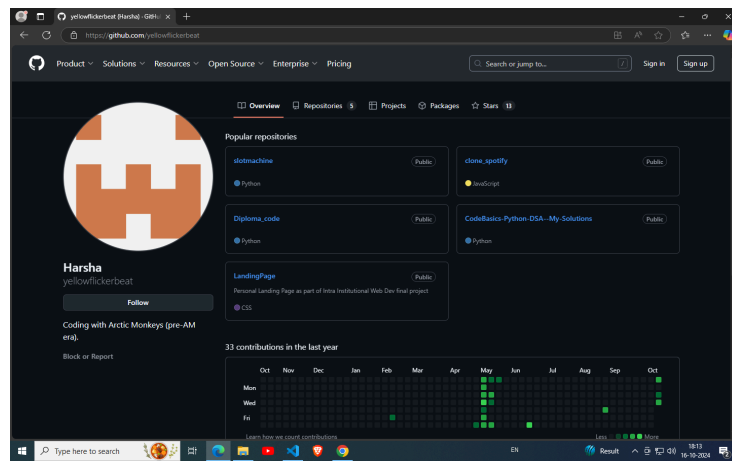 yellowflickerbeat (Harsha) · GitHu
https://github.com/yellowflickerbeat
Product Solutions Resources Open Source Enterprise Pricing
Search or jump to...
/
Sign in
Sign up
Overview Repositories 5 Projects Packages Stars 13
Popular repositories
slotmachine Public
Python
clone_spotify Public
JavaScript
Diploma_code Public
Python
CodeBasics-Python-DSA--My-Solutions Public
Python
LandingPage Public
Personal Landing Page as part of Intra Institutional Web Dev final project
CSS
Harsha
yellowflickerbeat
Follow
Coding with Arctic Monkeys (pre-AM
era).
Block or Report
33 contributions in the last year
Oct Nov Dec Jan Feb Mar Apr May Jun Jul Aug Sep Oct
Mon
Wed
Fri
Learn how we count contributions
Less More
Type here to search
EN
Result
18:13
16-10-2024